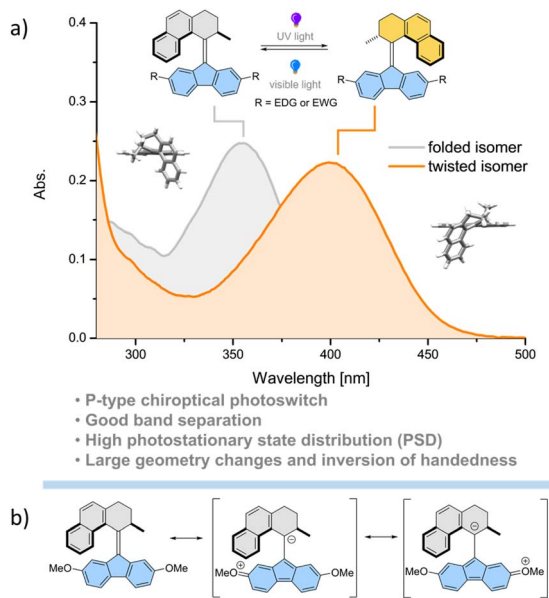 a)
UV light
visible light
R
R
R
R
R = EDG or EWG
folded isomer
twisted isomer
0.4
0.3
0.2
0.1
0.0
Abs.
300
350
400
450
500
Wavelength [nm]
• P-type chiroptical photoswitch
• Good band separation
• High photostationary state distribution (PSD)
• Large geometry changes and inversion of handedness
b)
MeO
OMe
⊖
MeO
⊕
OMe
⊖
MeO
OMe
⊕